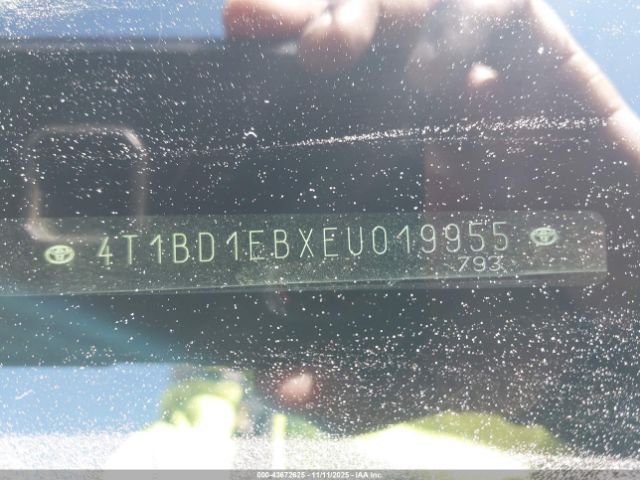 4T1BD1EBXEU019955
793
000-43672625 - 11/11/2025 - IAA Inc.